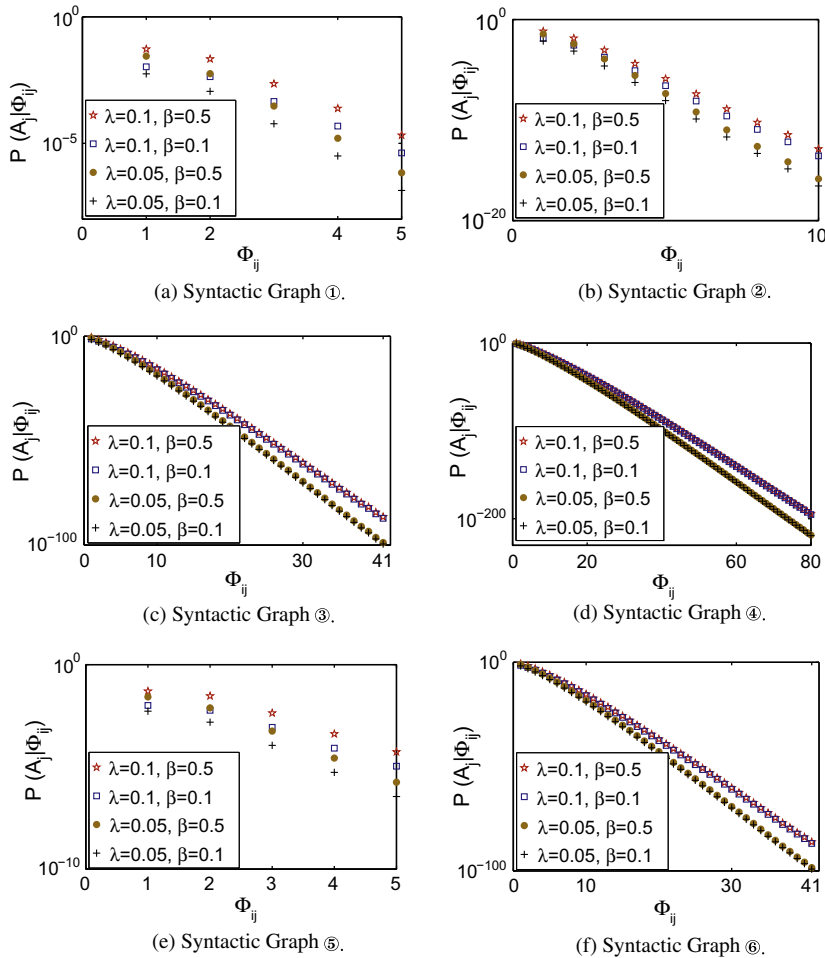 10^0
P (A_j|Φ_ij)
10^-5
☆ λ=0.1, β=0.5
□ λ=0.1, β=0.1
● λ=0.05, β=0.5
+ λ=0.05, β=0.1
0 1 2 3 4 5
Φ_ij
(a) Syntactic Graph ①.
10^0
P (A_j|Φ_ij)
10^-20
☆ λ=0.1, β=0.5
□ λ=0.1, β=0.1
● λ=0.05, β=0.5
+ λ=0.05, β=0.1
0 5 10
Φ_ij
(b) Syntactic Graph ②.
10^0
P (A_j|Φ_ij)
10^-100
☆ λ=0.1, β=0.5
□ λ=0.1, β=0.1
● λ=0.05, β=0.5
+ λ=0.05, β=0.1
10 30 41
Φ_ij
(c) Syntactic Graph ③.
10^0
P (A_j|Φ_ij)
10^-200
☆ λ=0.1, β=0.5
□ λ=0.1, β=0.1
● λ=0.05, β=0.5
+ λ=0.05, β=0.1
0 20 60 80
Φ_ij
(d) Syntactic Graph ④.
10^0
P (A_j|Φ_ij)
10^-10
☆ λ=0.1, β=0.5
□ λ=0.1, β=0.1
● λ=0.05, β=0.5
+ λ=0.05, β=0.1
0 1 2 3 4 5
Φ_ij
(e) Syntactic Graph ⑤.
10^0
P (A_j|Φ_ij)
10^-100
☆ λ=0.1, β=0.5
□ λ=0.1, β=0.1
● λ=0.05, β=0.5
+ λ=0.05, β=0.1
0 10 30 41
Φ_ij
(f) Syntactic Graph ⑥.